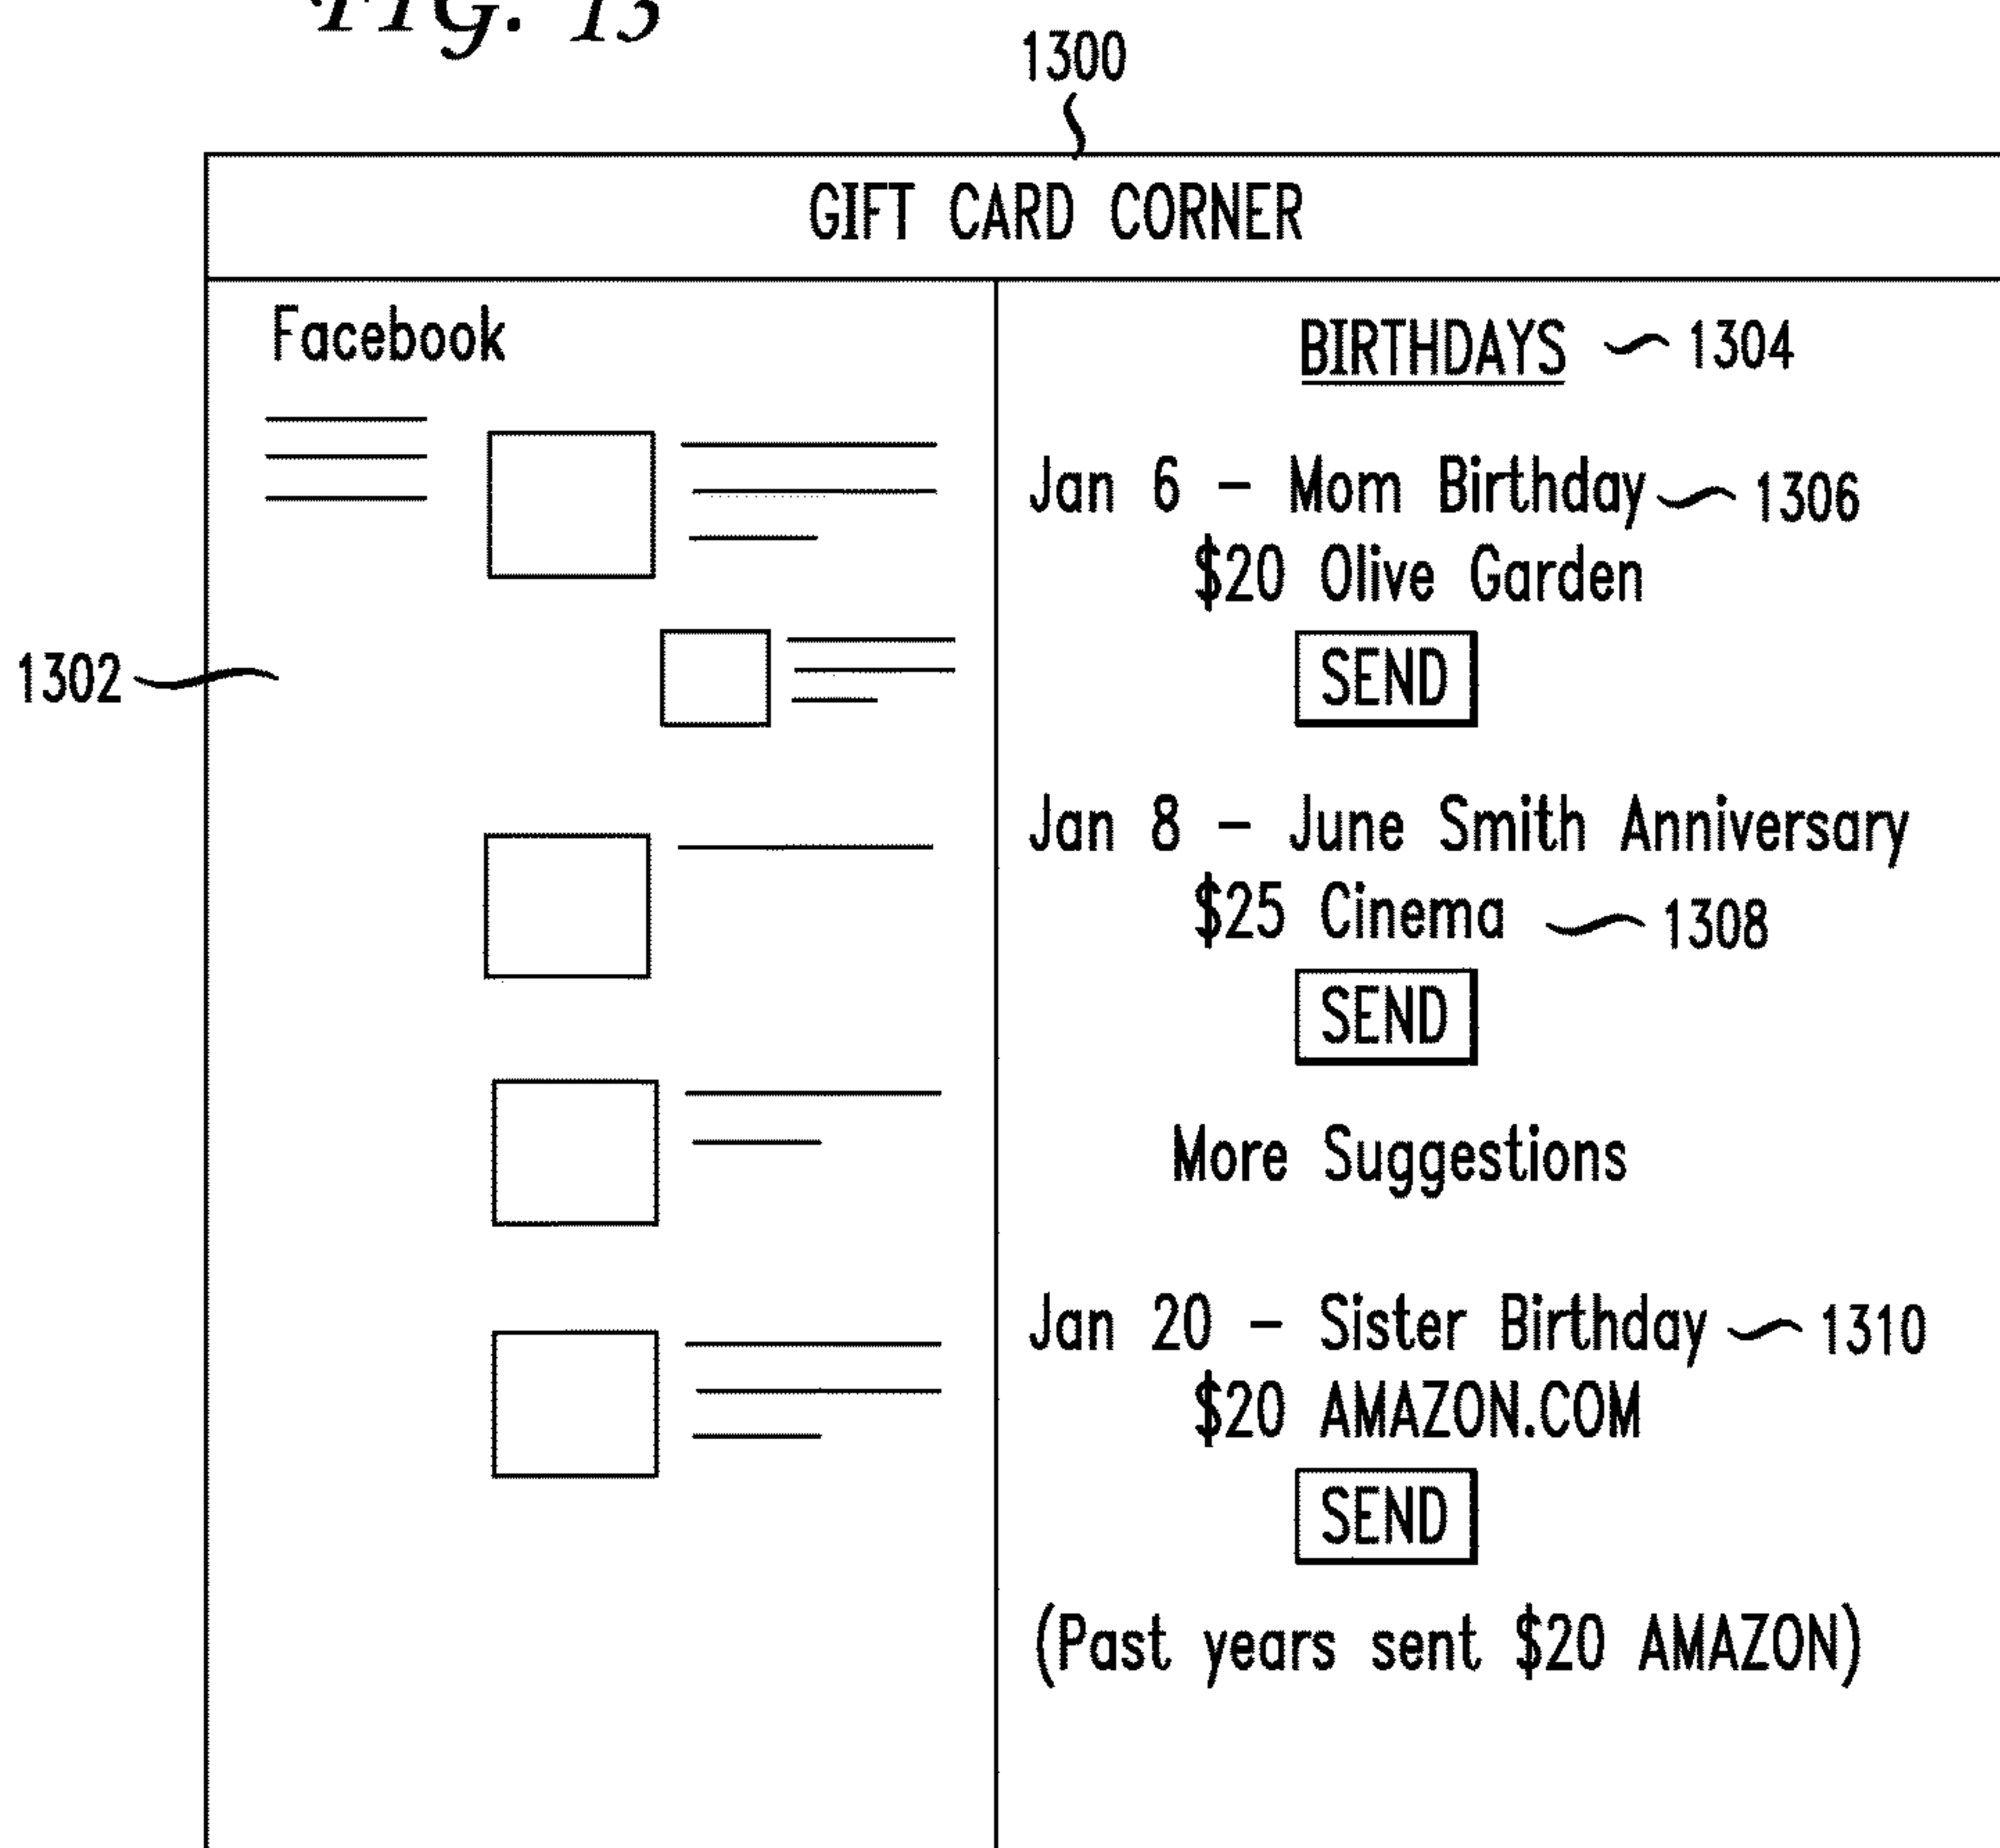 FIG. 13
1300
GIFT CARD CORNER
Facebook
1302
BIRTHDAYS 1304
Jan 6 - Mom Birthday 1306
$20 Olive Garden
SEND
Jan 8 - June Smith Anniversary
$25 Cinema 1308
SEND
More Suggestions
Jan 20 - Sister Birthday 1310
$20 AMAZON.COM
SEND
(Past years sent $20 AMAZON)